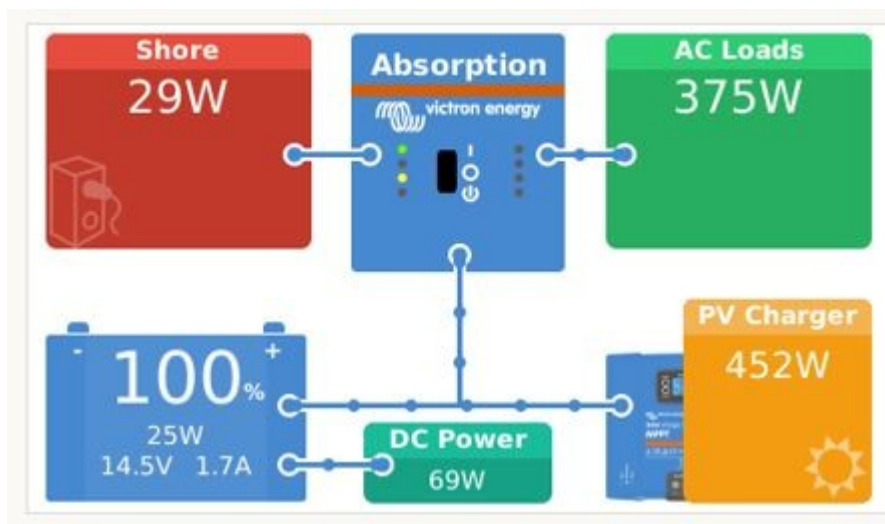 Shore
29W
Absorption
victron energy
AC Loads
375W
I
- 100% +
25W
14.5V 1.7A
DC Power
69W
PV Charger
452W
MPPT